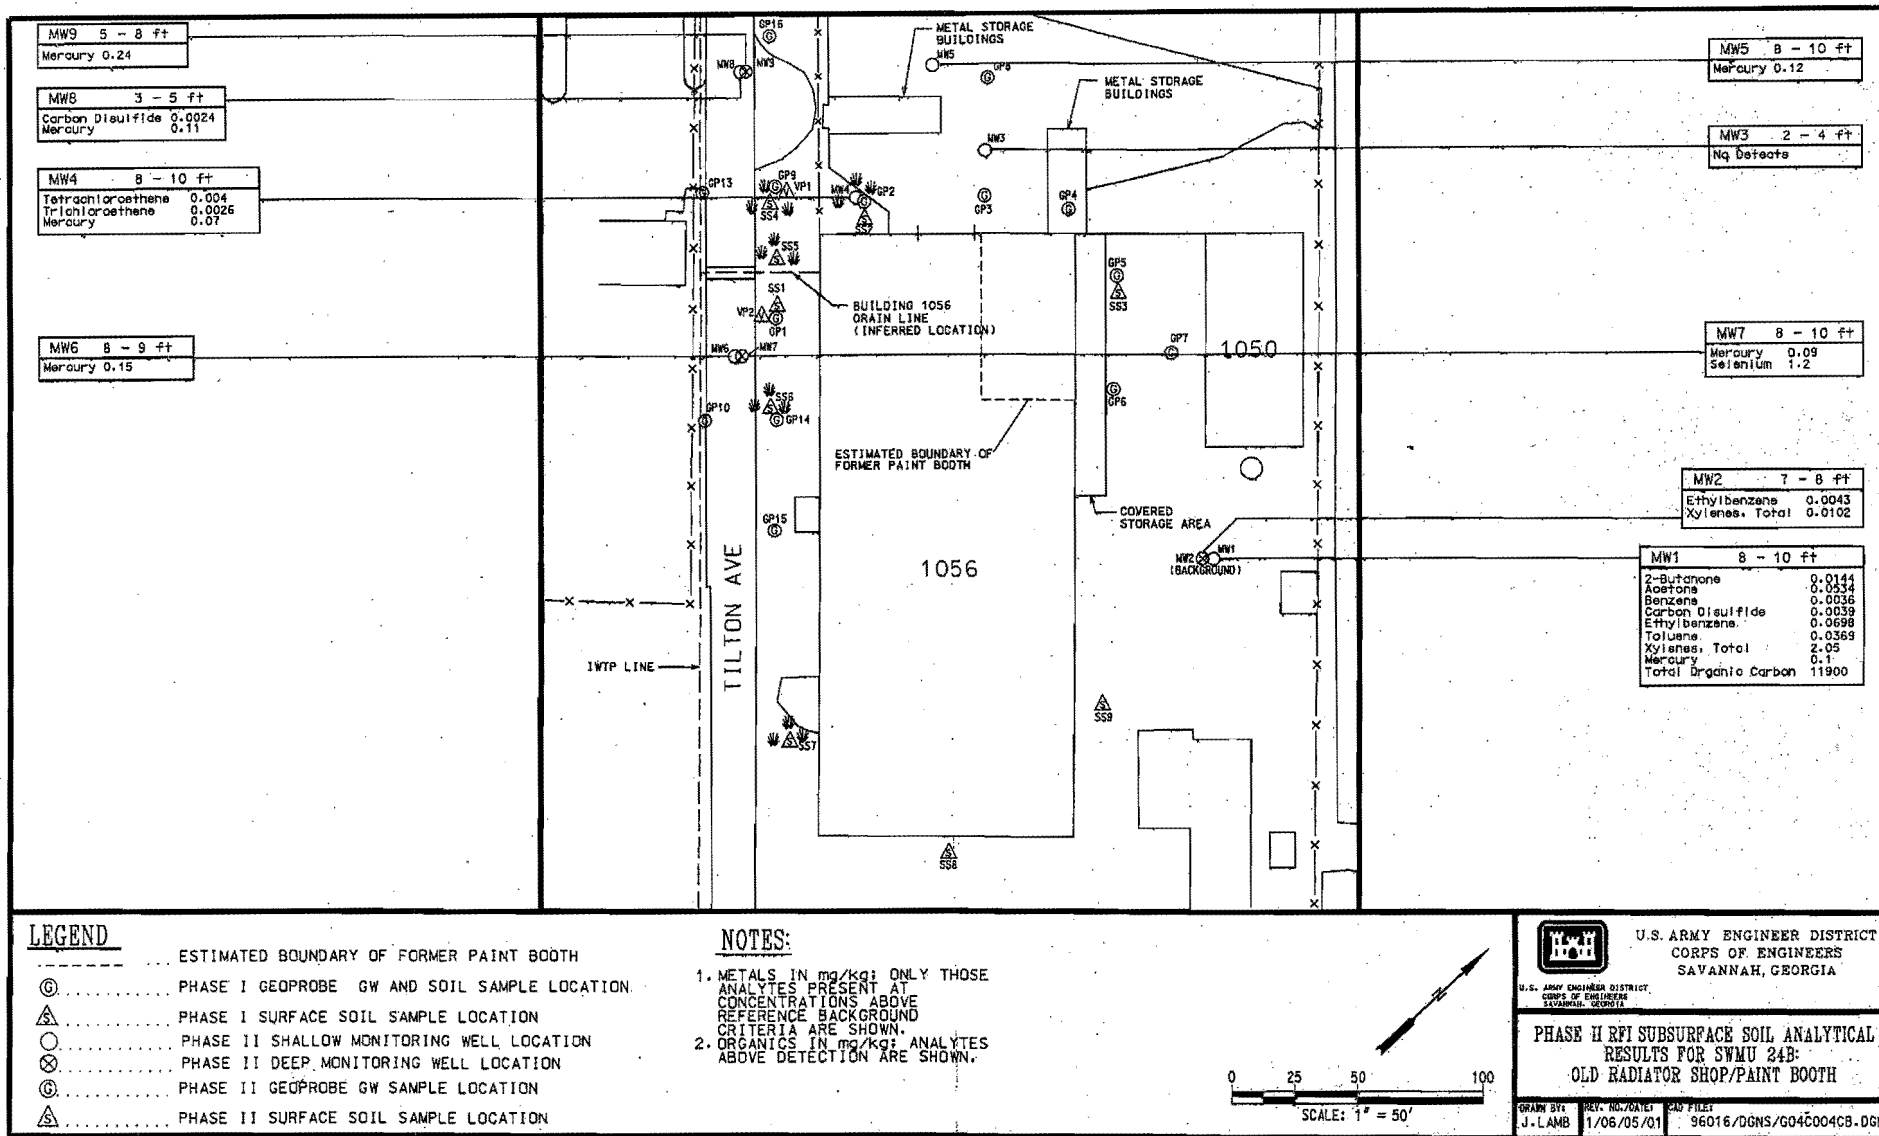 MW9 5 - 8 ft
Mercury 0.24
MW8 3 - 5 ft
Carbon Disulfide 0.0024
Mercury 0.11
MW4 8 - 10 ft
Tetrachloroethene 0.004
Trichloroethene 0.0026
Mercury 0.07
MW6 8 - 9 ft
Mercury 0.15
GP16
METAL STORAGE
BUILDINGS
MW8
MW9
MW5
GP8
METAL STORAGE
BUILDINGS
MW3
GP13
GP9
VP1
SS4
MW4
GP2
SS2
GP3
GP4
SS5
SS1
VP2
GP1
BUILDING 1056
DRAIN LINE
(INFERRED LOCATION)
GP5
SS3
MW6
MW7
GP7
1050
GP6
SS6
GP10
GP14
ESTIMATED BOUNDARY OF
FORMER PAINT BOOTH
GP15
COVERED
STORAGE AREA
1056
MW2
MW1
(BACKGROUND)
TILTON AVE
IWTP LINE
SS7
SS9
SS8
MW5 8 - 10 ft
Mercury 0.12
MW3 2 - 4 ft
No Detects
MW7 8 - 10 ft
Mercury 0.09
Selenium 1.2
MW2 7 - 8 ft
Ethylbenzene 0.0043
Xylenes, Total 0.0102
MW1 8 - 10 ft
2-Butanone 0.0144
Acetone 0.0534
Benzene 0.0036
Carbon Disulfide 0.0039
Ethylbenzene 0.0698
Toluene 0.0369
Xylenes, Total 2.05
Mercury 0.1
Total Organic Carbon 11900
LEGEND
ESTIMATED BOUNDARY OF FORMER PAINT BOOTH
G PHASE I GEOPROBE GW AND SOIL SAMPLE LOCATION
S PHASE I SURFACE SOIL SAMPLE LOCATION
PHASE II SHALLOW MONITORING WELL LOCATION
PHASE II DEEP MONITORING WELL LOCATION
G PHASE II GEOPROBE GW SAMPLE LOCATION
S PHASE II SURFACE SOIL SAMPLE LOCATION
NOTES:
1. METALS IN mg/kg; ONLY THOSE
ANALYTES PRESENT AT
CONCENTRATIONS ABOVE
REFERENCE BACKGROUND
CRITERIA ARE SHOWN.
2. ORGANICS IN mg/kg; ANALYTES
ABOVE DETECTION ARE SHOWN.
N
0 25 50 100
SCALE: 1" = 50'
U.S. ARMY ENGINEER DISTRICT
CORPS OF ENGINEERS
SAVANNAH, GEORGIA
U.S. ARMY ENGINEER DISTRICT
CORPS OF ENGINEERS
SAVANNAH, GEORGIA
PHASE II RFI SUBSURFACE SOIL ANALYTICAL
RESULTS FOR SWMU 24B:
OLD RADIATOR SHOP/PAINT BOOTH
DRAWN BY: REV. NO./DATE: CAD FILE:
J. LAMB 1/06/05/01 96016/DGNS/G04C004CB.DG